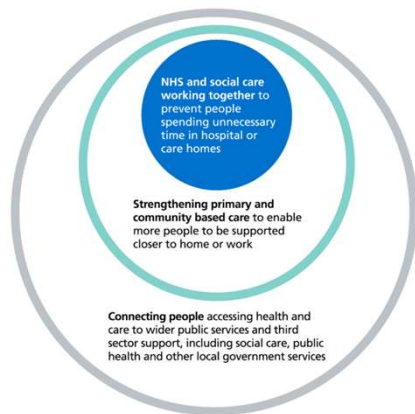 NHS and social care
working together to
prevent people
spending unnecessary
time in hospital or
care homes
Strengthening primary and
community based care to enable
more people to be supported
closer to home or work
Connecting people accessing health and
care to wider public services and third
sector support, including social care, public
health and other local government services